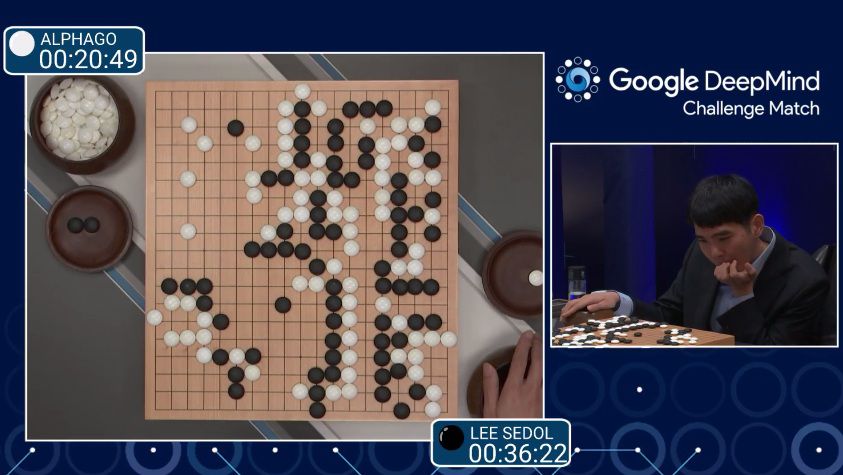 ALPHAGO
00:20:49
Google DeepMind
Challenge Match
LEE SEDOL
00:36:22